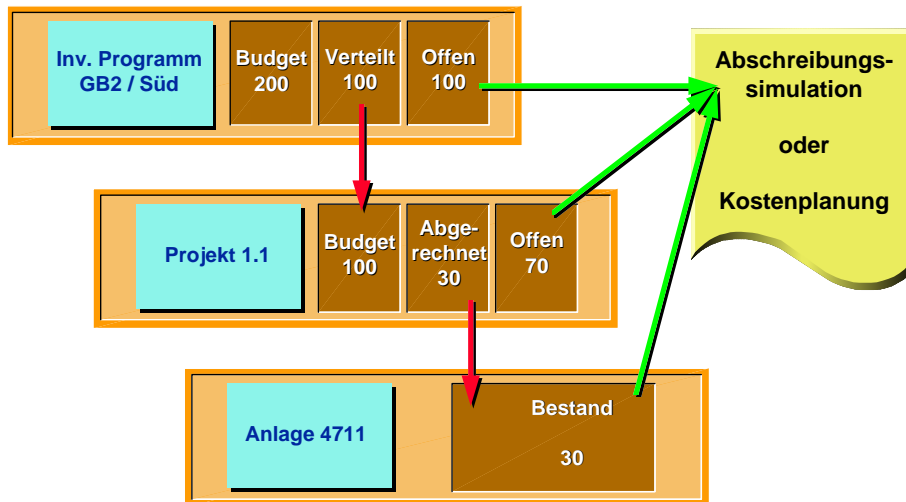 Inv. Programm
GB2 / Süd
Budget
200
Verteilt
100
Offen
100
Abschreibungs-
simulation
oder
Kostenplanung
Projekt 1.1
Budget
100
Abge-
rechnet
30
Offen
70
Anlage 4711
Bestand
30